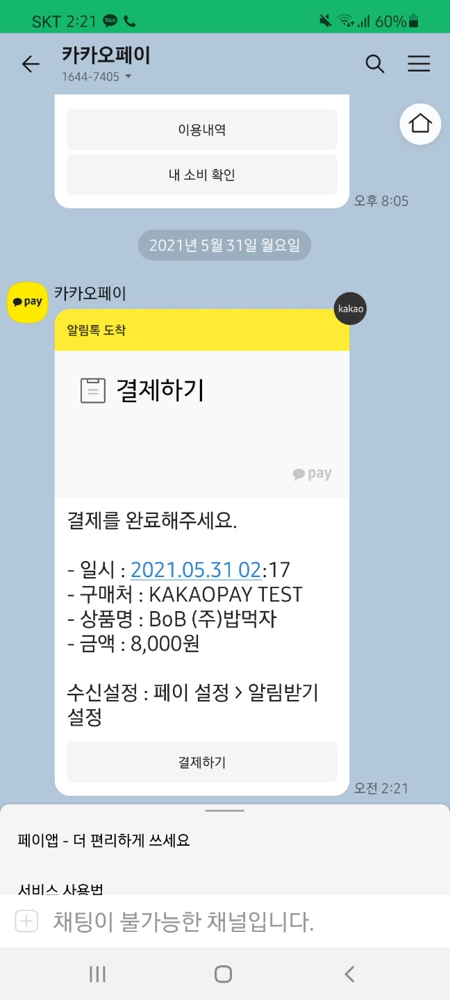 SKT 2:21 TALK 60%
카카오페이
1644-7405
이용내역
내 소비 확인
오후 8:05
2021년 5월 31일 월요일
pay 카카오페이
kakao
알림톡 도착
결제하기
pay
결제를 완료해주세요.
- 일시 : 2021.05.31 02:17
- 구매처 : KAKAOPAY TEST
- 상품명 : BoB (주)밥먹자
- 금액 : 8,000원
수신설정 : 페이 설정 > 알림받기
설정
결제하기
오전 2:21
페이앱 - 더 편리하게 쓰세요
서비스 사용법
채팅이 불가능한 채널입니다.